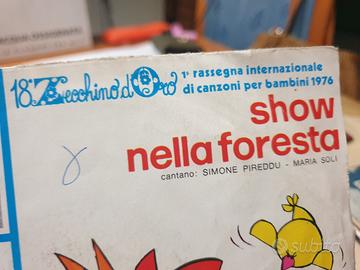 18° Zecchino d'Oro
1ª rassegna internazionale
di canzoni per bambini 1976
show
nella foresta
cantano: SIMONE PIREDDU - MARIA SOLI
subito